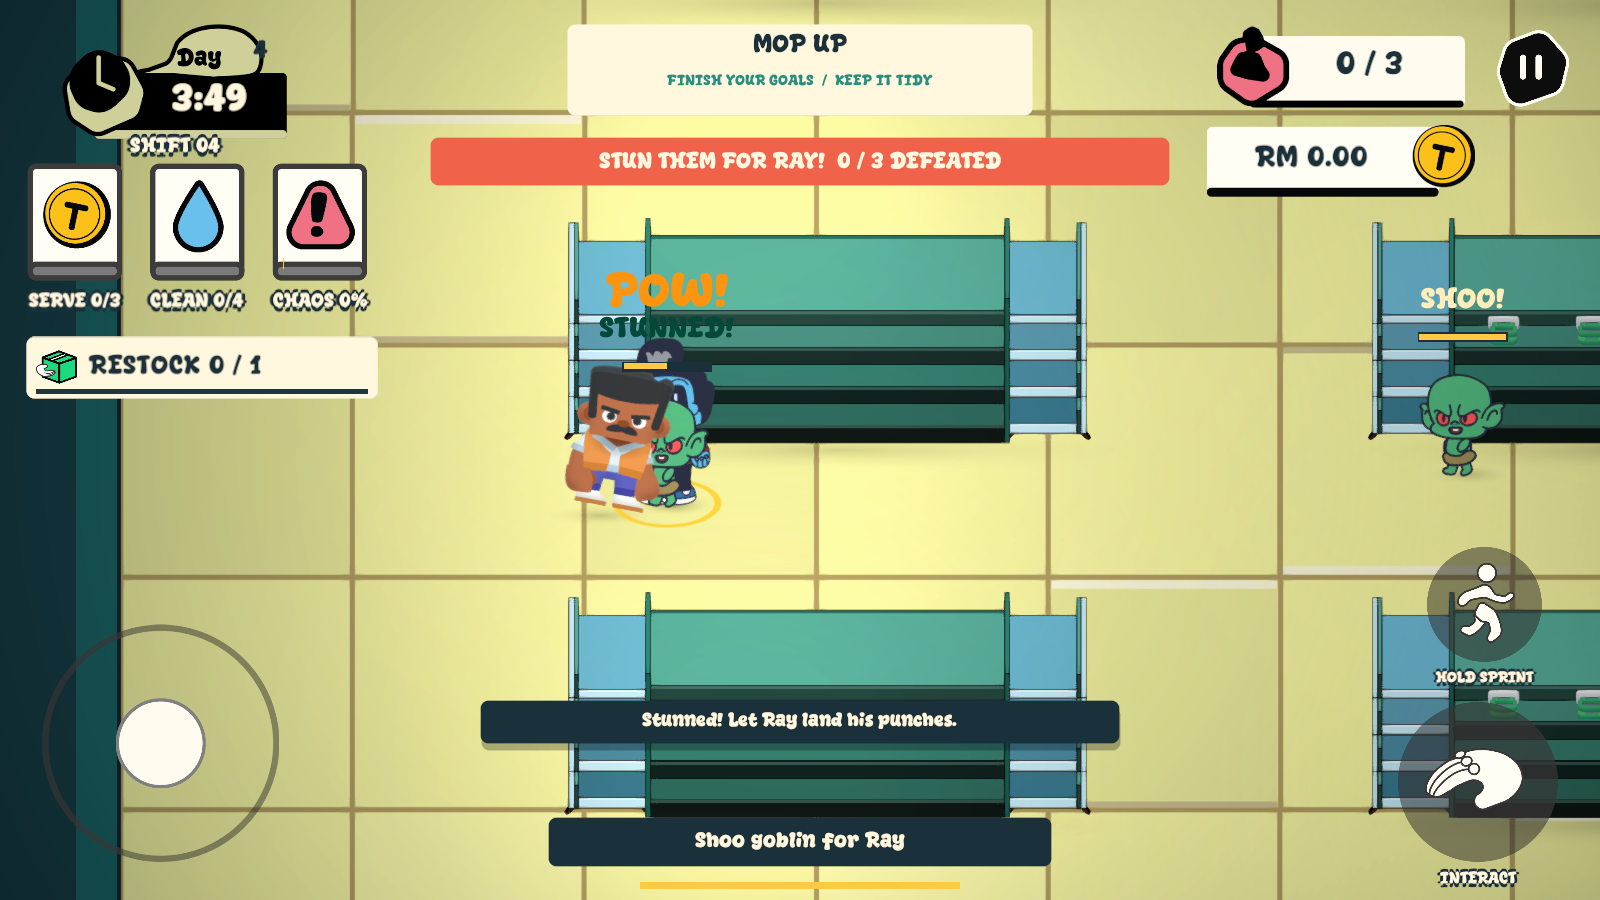 Day 4
3:49
SHIFT 04
MOP UP
FINISH YOUR GOALS / KEEP IT TIDY
0 / 3
STUN THEM FOR RAY! 0 / 3 DEFEATED
RM 0.00
T
T
SERVE 0/3
CLEAN 0/4
CHAOS 0%
RESTOCK 0 / 1
POW!
STUNNED!
SHOO!
HOLD SPRINT
Stunned! Let Ray land his punches.
Shoo goblin for Ray
INTERACT